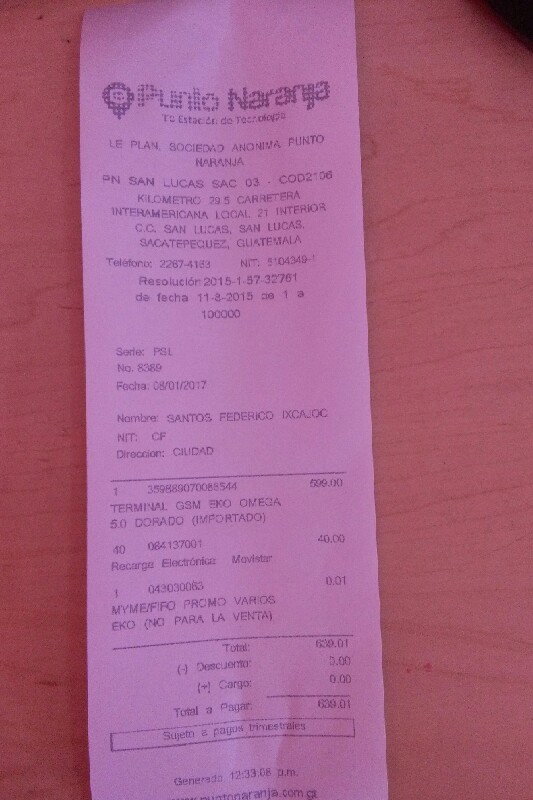 Punto Naranja
Tu Estación de Tecnología
LE PLAN, SOCIEDAD ANONIMA PUNTO
NARANJA
PN SAN LUCAS SAC 03 - COD2106
KILOMETRO 29.5 CARRETERA
INTERAMERICANA LOCAL 21 INTERIOR
C.C. SAN LUCAS, SAN LUCAS,
SACATEPEQUEZ, GUATEMALA
Teléfono: 2267-4163 NIT: 5104349-1
Resolución 2015-1-57-32761
de fecha 11-8-2015 de 1 a
100000
Serie: PSL
No. 8389
Fecha: 08/01/2017
Nombre: SANTOS FEDERICO IXCAJOC
NIT: CF
Direccion: CIUDAD
1 359889070088544 599.00
TERMINAL GSM EKO OMEGA
5.0 DORADO (IMPORTADO)
40 084137001 40.00
Recarga Electrónica Movistar
1 043030063 0.01
MYME/FIFO PROMO VARIOS
EKO (NO PARA LA VENTA)
Total: 639.01
(-) Descuento: 0.00
(+) Cargo: 0.00
Total a Pagar: 639.01
Sujeto a pagos trimestrales
Generado 12:33:08 p.m.
www.puntonaranja.com.gt